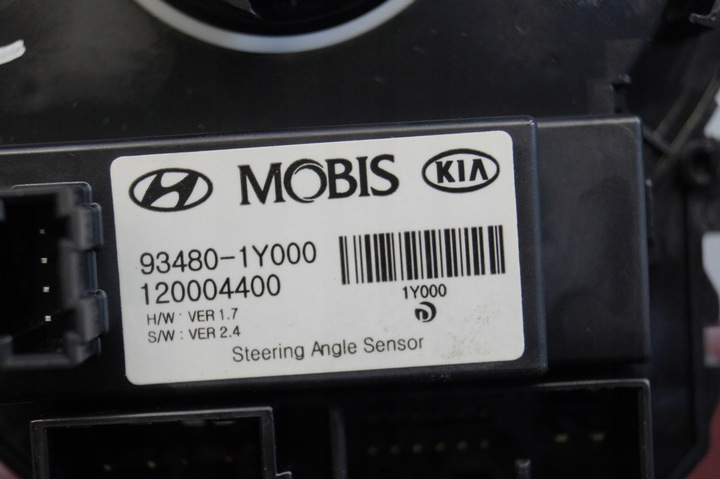 MOBIS KIA
93480-1Y000
120004400
1Y000
H/W : VER 1.7
S/W : VER 2.4
Steering Angle Sensor